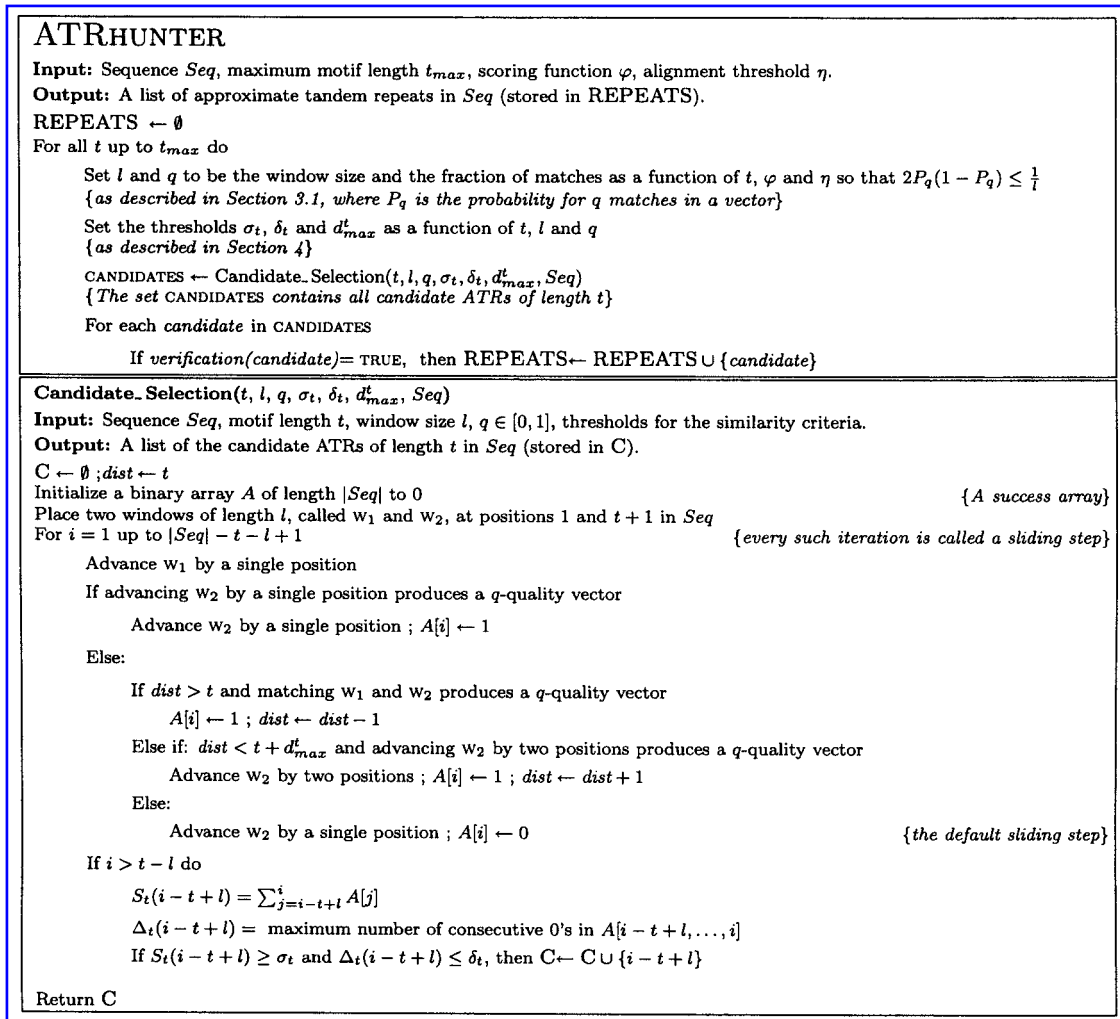 ATRHUNTER
Input: Sequence Seq, maximum motif length t_max, scoring function φ, alignment threshold η.
Output: A list of approximate tandem repeats in Seq (stored in REPEATS).
REPEATS ← ∅
For all t up to t_max do
Set l and q to be the window size and the fraction of matches as a function of t, φ and η so that 2P_q(1 − P_q) ≤ 1/l
{as described in Section 3.1, where P_q is the probability for q matches in a vector}
Set the thresholds σ_t, δ_t and d^t_max as a function of t, l and q
{as described in Section 4}
CANDIDATES ← Candidate_Selection(t, l, q, σ_t, δ_t, d^t_max, Seq)
{The set CANDIDATES contains all candidate ATRs of length t}
For each candidate in CANDIDATES
If verification(candidate)= TRUE, then REPEATS← REPEATS ∪ {candidate}
Candidate_Selection(t, l, q, σ_t, δ_t, d^t_max, Seq)
Input: Sequence Seq, motif length t, window size l, q ∈ [0, 1], thresholds for the similarity criteria.
Output: A list of the candidate ATRs of length t in Seq (stored in C).
C ← ∅ ;dist ← t
Initialize a binary array A of length |Seq| to 0 {A success array}
Place two windows of length l, called W₁ and W₂, at positions 1 and t + 1 in Seq
For i = 1 up to |Seq| − t − l + 1 {every such iteration is called a sliding step}
Advance W₁ by a single position
If advancing W₂ by a single position produces a q-quality vector
Advance W₂ by a single position ; A[i] ← 1
Else:
If dist > t and matching W₁ and W₂ produces a q-quality vector
A[i] ← 1 ; dist ← dist − 1
Else if: dist < t + d^t_max and advancing W₂ by two positions produces a q-quality vector
Advance W₂ by two positions ; A[i] ← 1 ; dist ← dist + 1
Else:
Advance W₂ by a single position ; A[i] ← 0 {the default sliding step}
If i > t − l do
S_t(i − t + l) = ∑^i_{j=i−t+l} A[j]
Δ_t(i − t + l) = maximum number of consecutive 0's in A[i − t + l, . . . , i]
If S_t(i − t + l) ≥ σ_t and Δ_t(i − t + l) ≤ δ_t, then C← C ∪ {i − t + l}
Return C